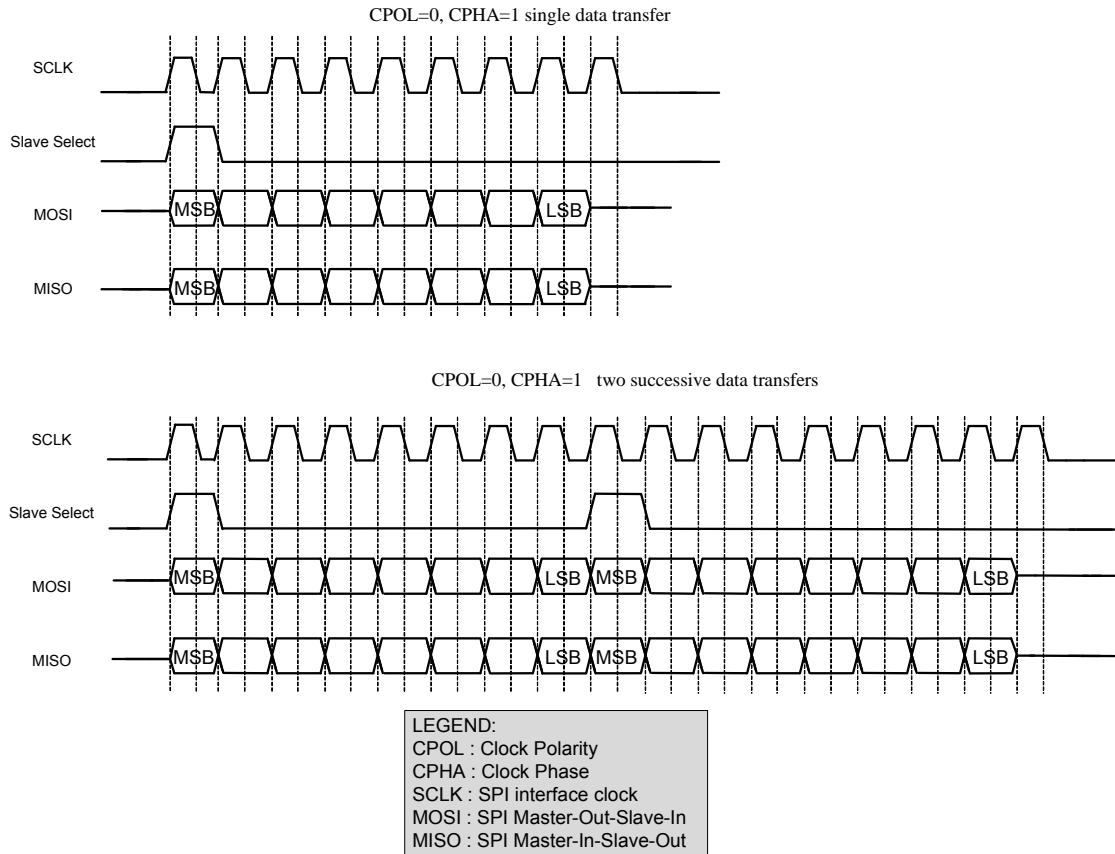 CPOL=0, CPHA=1 single data transfer
SCLK
Slave Select
MOSI
MSB
LSB
MISO
MSB
LSB
CPOL=0, CPHA=1 two successive data transfers
SCLK
Slave Select
MOSI
MSB
LSB
MSB
LSB
MISO
MSB
LSB
MSB
LSB
LEGEND:
CPOL : Clock Polarity
CPHA : Clock Phase
SCLK : SPI interface clock
MOSI : SPI Master-Out-Slave-In
MISO : SPI Master-In-Slave-Out